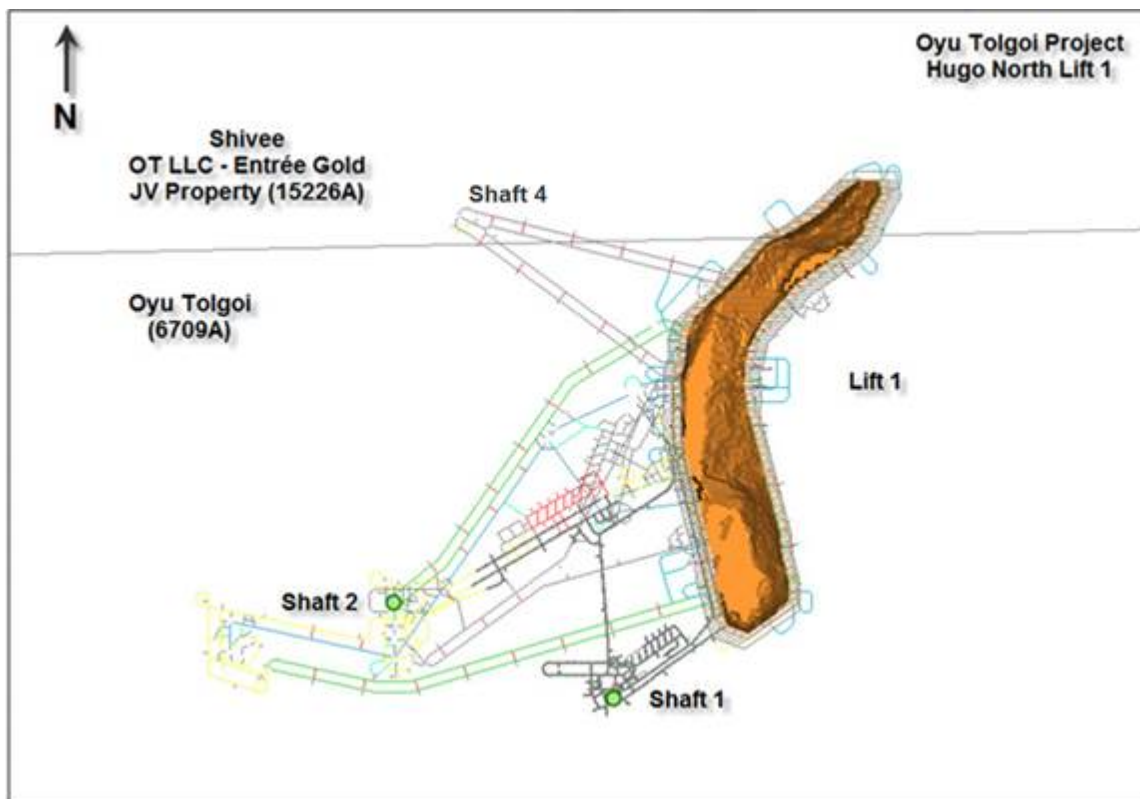 Oyu Tolgoi Project
Hugo North Lift 1
N
Shivee
OT LLC - Entrée Gold
JV Property (15226A)
Shaft 4
Oyu Tolgoi
(6709A)
Lift 1
Shaft 2
Shaft 1